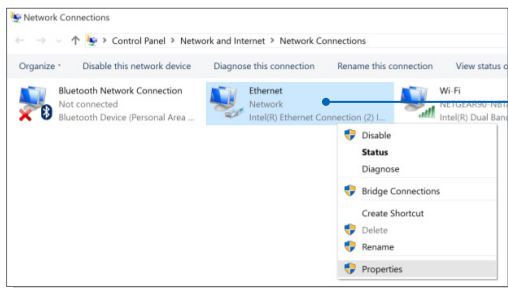 Network Connections
Control Panel > Network and Internet > Network Connections
Organize Disable this network device Diagnose this connection Rename this connection View status o
Bluetooth Network Connection
Not connected
Bluetooth Device (Personal Area ...
Ethernet
Network
Intel(R) Ethernet Connection (2) I...
Wi-Fi
Intel(R) Dual Band
Disable
Status
Diagnose
Bridge Connections
Create Shortcut
Delete
Rename
Properties